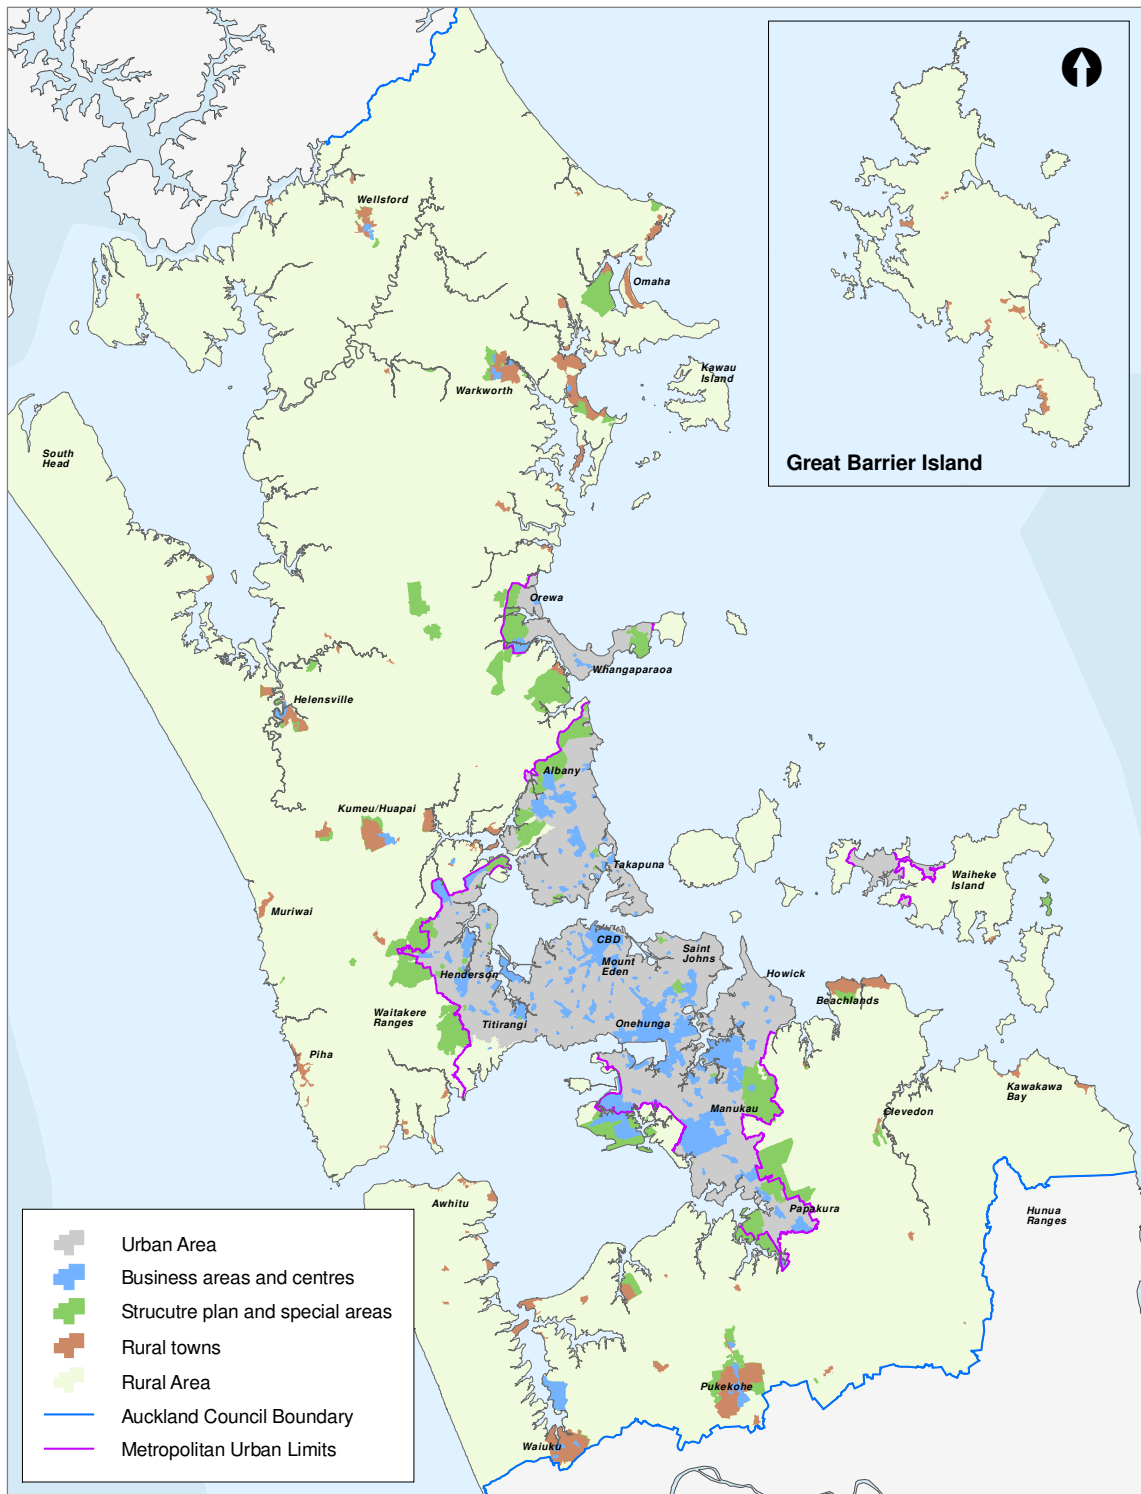 Great Barrier Island
Wellsford
Omaha
Kawau
Island
Warkworth
South
Head
Orewa
Whangaparaoa
Helensville
Albany
Kumeu/Huapai
Takapuna
Waiheke
Island
Muriwai
CBD
Mount
Eden
Saint
Johns
Henderson
Howick
Beachlands
Waitakere
Ranges
Titirangi
Onehunga
Piha
Kawakawa
Bay
Manukau
Clevedon
Awhitu
Papakura
Hunua
Ranges
Pukekohe
Waiuku
Urban Area
Business areas and centres
Strucutre plan and special areas
Rural towns
Rural Area
Auckland Council Boundary
Metropolitan Urban Limits